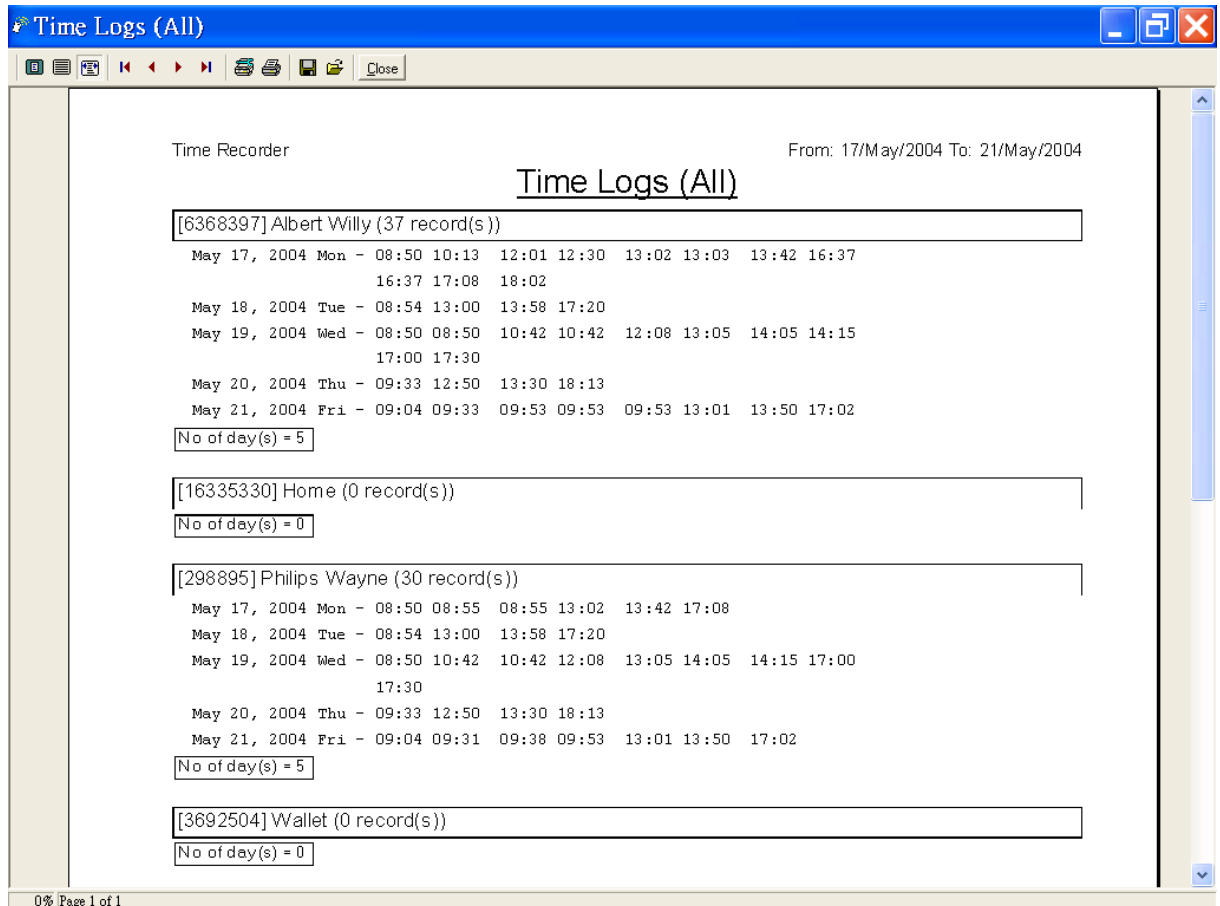 Time Logs (All)
Close
Time Recorder From: 17/May/2004 To: 21/May/2004
Time Logs (All)
[6368397] Albert Willy (37 record(s))
May 17, 2004 Mon - 08:50 10:13 12:01 12:30 13:02 13:03 13:42 16:37
16:37 17:08 18:02
May 18, 2004 Tue - 08:54 13:00 13:58 17:20
May 19, 2004 Wed - 08:50 08:50 10:42 10:42 12:08 13:05 14:05 14:15
17:00 17:30
May 20, 2004 Thu - 09:33 12:50 13:30 18:13
May 21, 2004 Fri - 09:04 09:33 09:53 09:53 09:53 13:01 13:50 17:02
No of day(s) = 5
[16335330] Home (0 record(s))
No of day(s) = 0
[298895] Philips Wayne (30 record(s))
May 17, 2004 Mon - 08:50 08:55 08:55 13:02 13:42 17:08
May 18, 2004 Tue - 08:54 13:00 13:58 17:20
May 19, 2004 Wed - 08:50 10:42 10:42 12:08 13:05 14:05 14:15 17:00
17:30
May 20, 2004 Thu - 09:33 12:50 13:30 18:13
May 21, 2004 Fri - 09:04 09:31 09:38 09:53 13:01 13:50 17:02
No of day(s) = 5
[3692504] Wallet (0 record(s))
No of day(s) = 0
0% Page 1 of 1